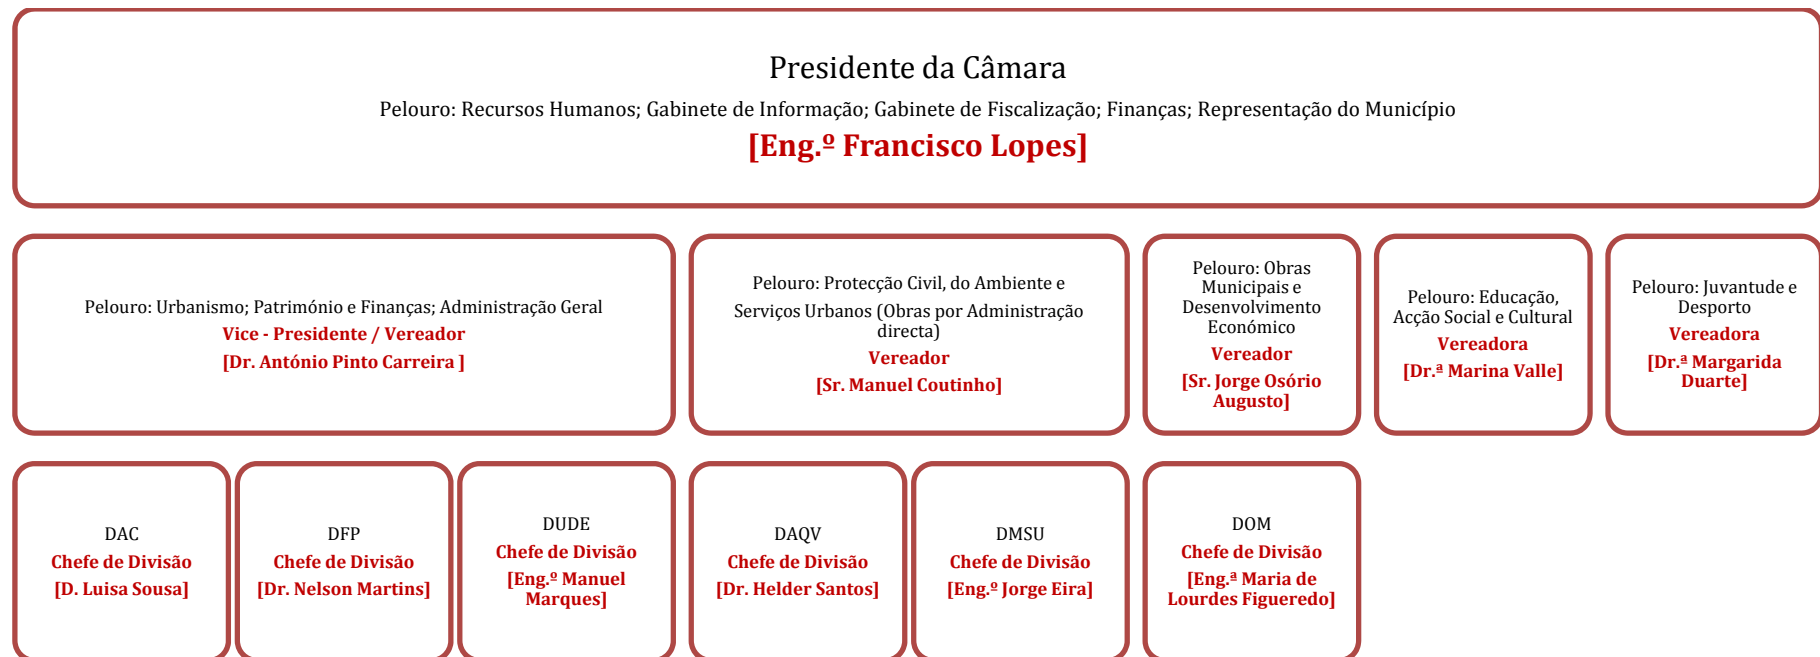 Presidente da Câmara
Pelouro: Recursos Humanos; Gabinete de Informação; Gabinete de Fiscalização; Finanças; Representação do Município
[Eng.º Francisco Lopes]
Pelouro: Urbanismo; Património e Finanças; Administração Geral
Vice - Presidente / Vereador
[Dr. António Pinto Carreira ]
Pelouro: Protecção Civil, do Ambiente e
Serviços Urbanos (Obras por Administração
directa)
Vereador
[Sr. Manuel Coutinho]
Pelouro: Obras
Municipais e
Desenvolvimento
Económico
Vereador
[Sr. Jorge Osório
Augusto]
Pelouro: Educação,
Acção Social e Cultural
Vereadora
[Dr.ª Marina Valle]
Pelouro: Juvantude e
Desporto
Vereadora
[Dr.ª Margarida
Duarte]
DAC
Chefe de Divisão
[D. Luisa Sousa]
DFP
Chefe de Divisão
[Dr. Nelson Martins]
DUDE
Chefe de Divisão
[Eng.º Manuel
Marques]
DAQV
Chefe de Divisão
[Dr. Helder Santos]
DMSU
Chefe de Divisão
[Eng.º Jorge Eira]
DOM
Chefe de Divisão
[Eng.ª Maria de
Lourdes Figueredo]